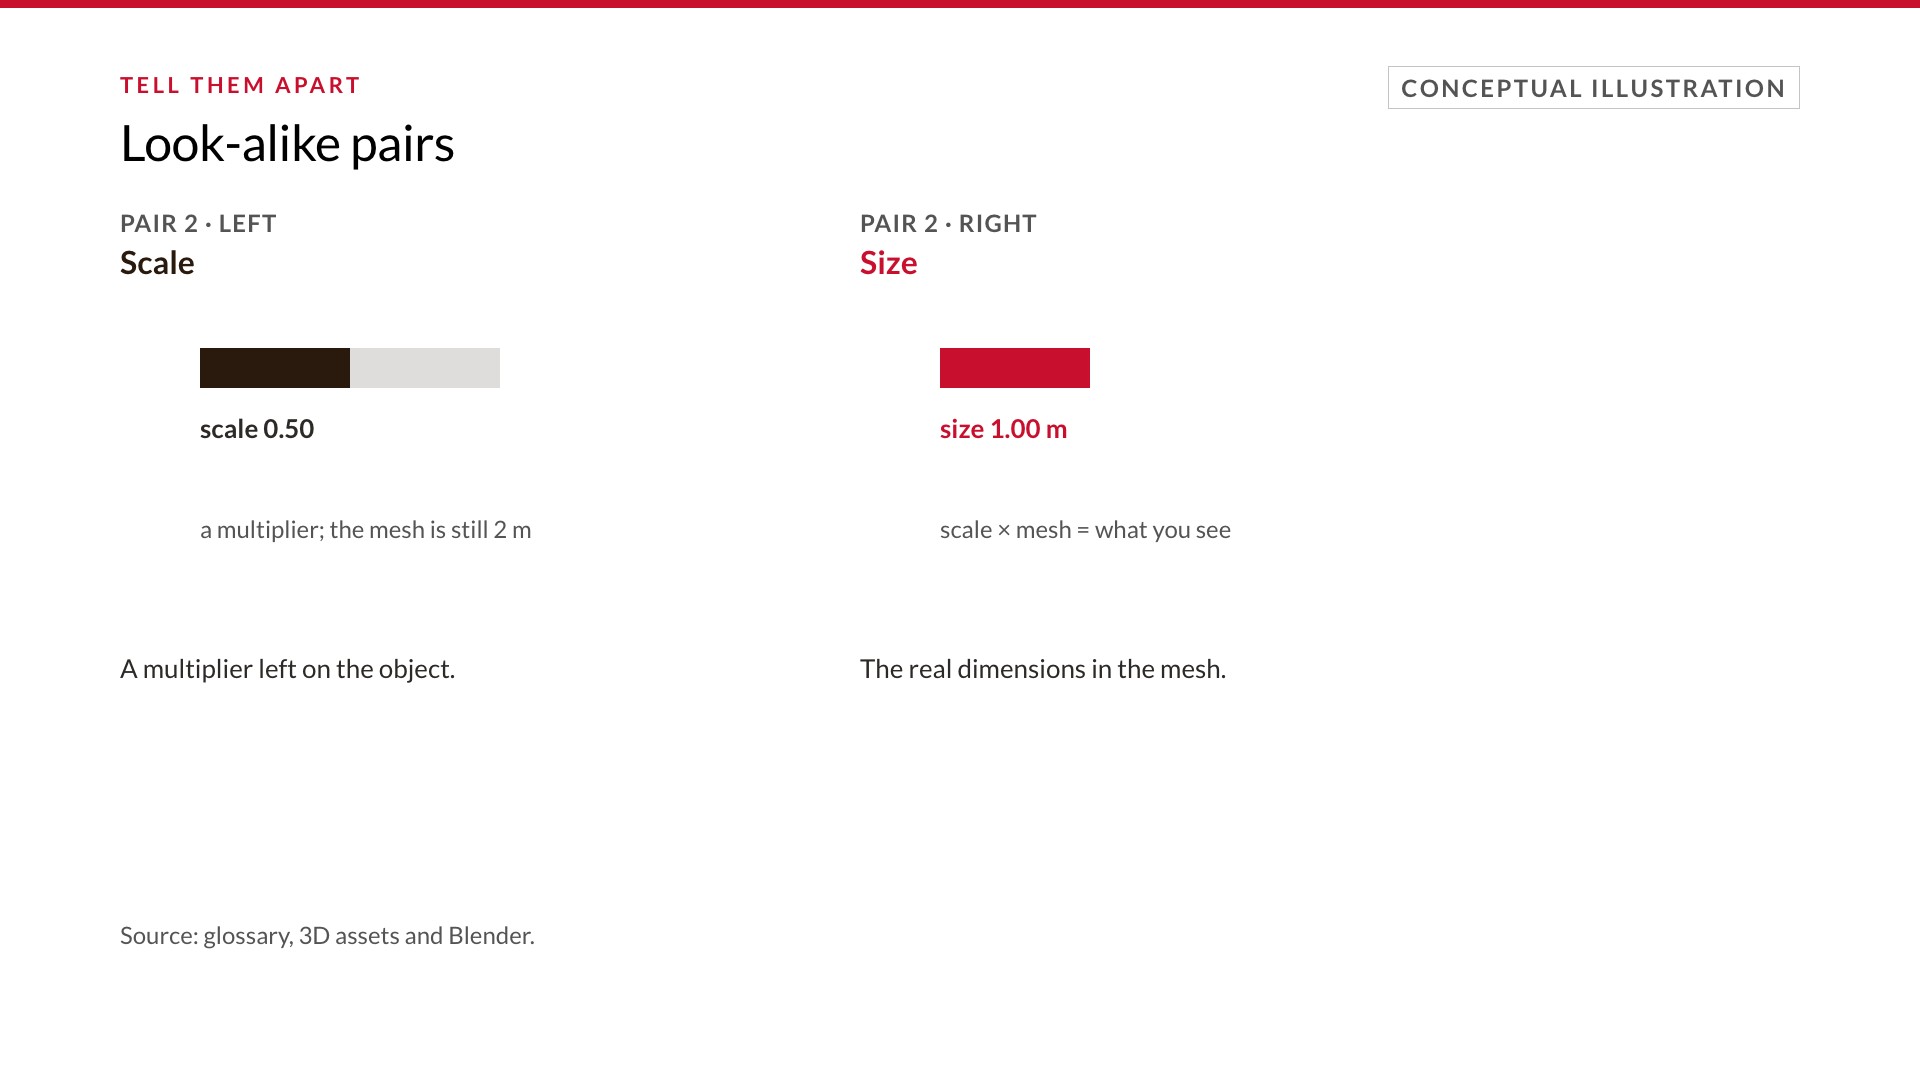 TELL THEM APART
CONCEPTUAL ILLUSTRATION
Look-alike pairs
PAIR 2 · LEFT
Scale
scale 0.50
a multiplier; the mesh is still 2 m
A multiplier left on the object.
PAIR 2 · RIGHT
Size
size 1.00 m
scale × mesh = what you see
The real dimensions in the mesh.
Source: glossary, 3D assets and Blender.